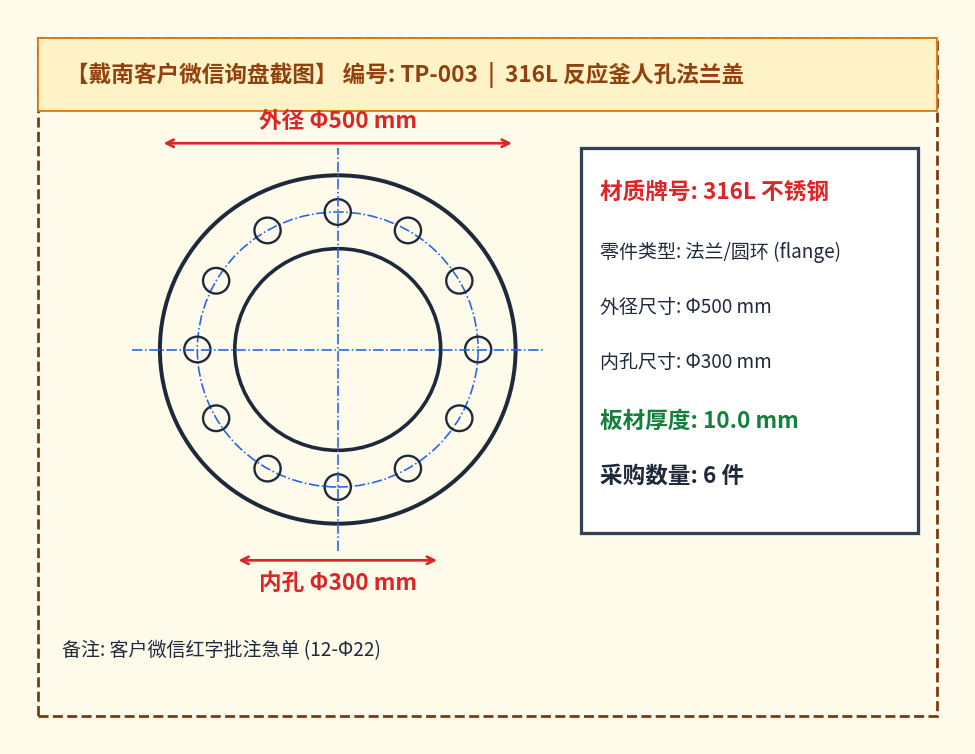 【戴南客户微信询盘截图】 编号: TP-003 | 316L 反应釜人孔法兰盖
外径 Φ500 mm
材质牌号: 316L 不锈钢
零件类型: 法兰/圆环 (flange)
外径尺寸: Φ500 mm
内孔尺寸: Φ300 mm
板材厚度: 10.0 mm
采购数量: 6 件
内孔 Φ300 mm
备注: 客户微信红字批注急单 (12-Φ22)